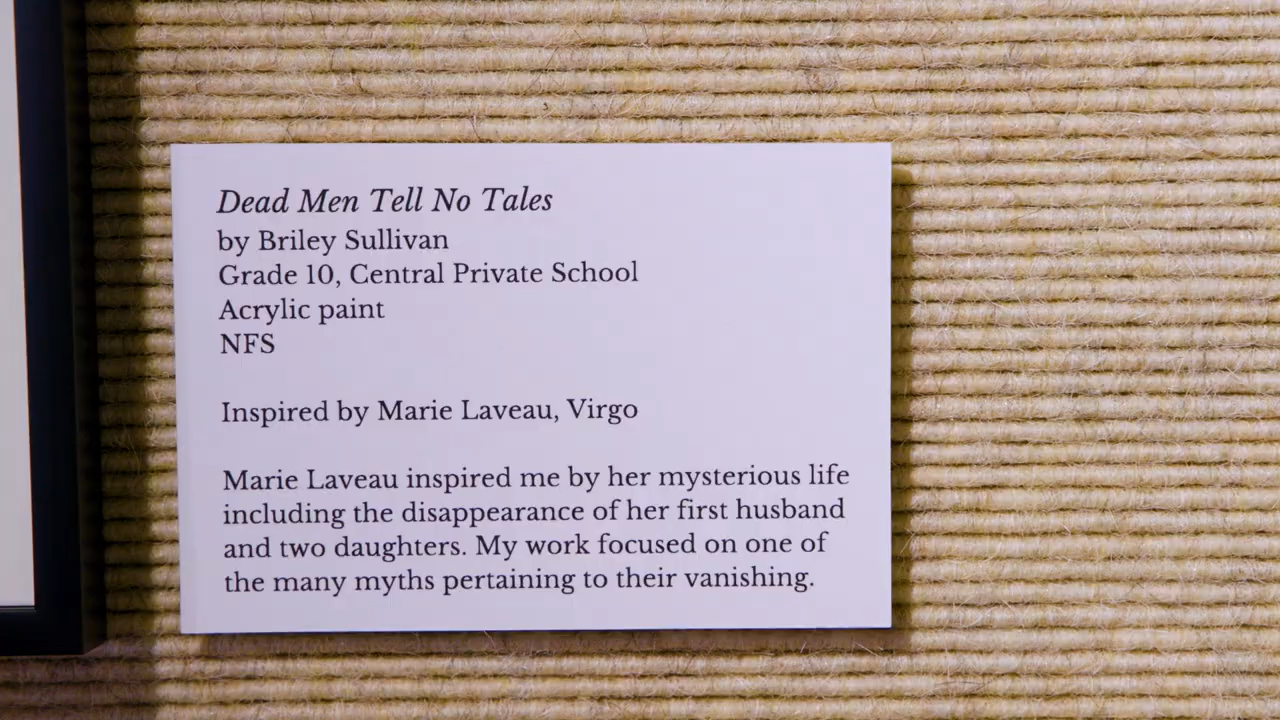 Dead Men Tell No Tales
by Briley Sullivan
Grade 10, Central Private School
Acrylic paint
NFS
Inspired by Marie Laveau, Virgo
Marie Laveau inspired me by her mysterious life
including the disappearance of her first husband
and two daughters. My work focused on one of
the many myths pertaining to their vanishing.